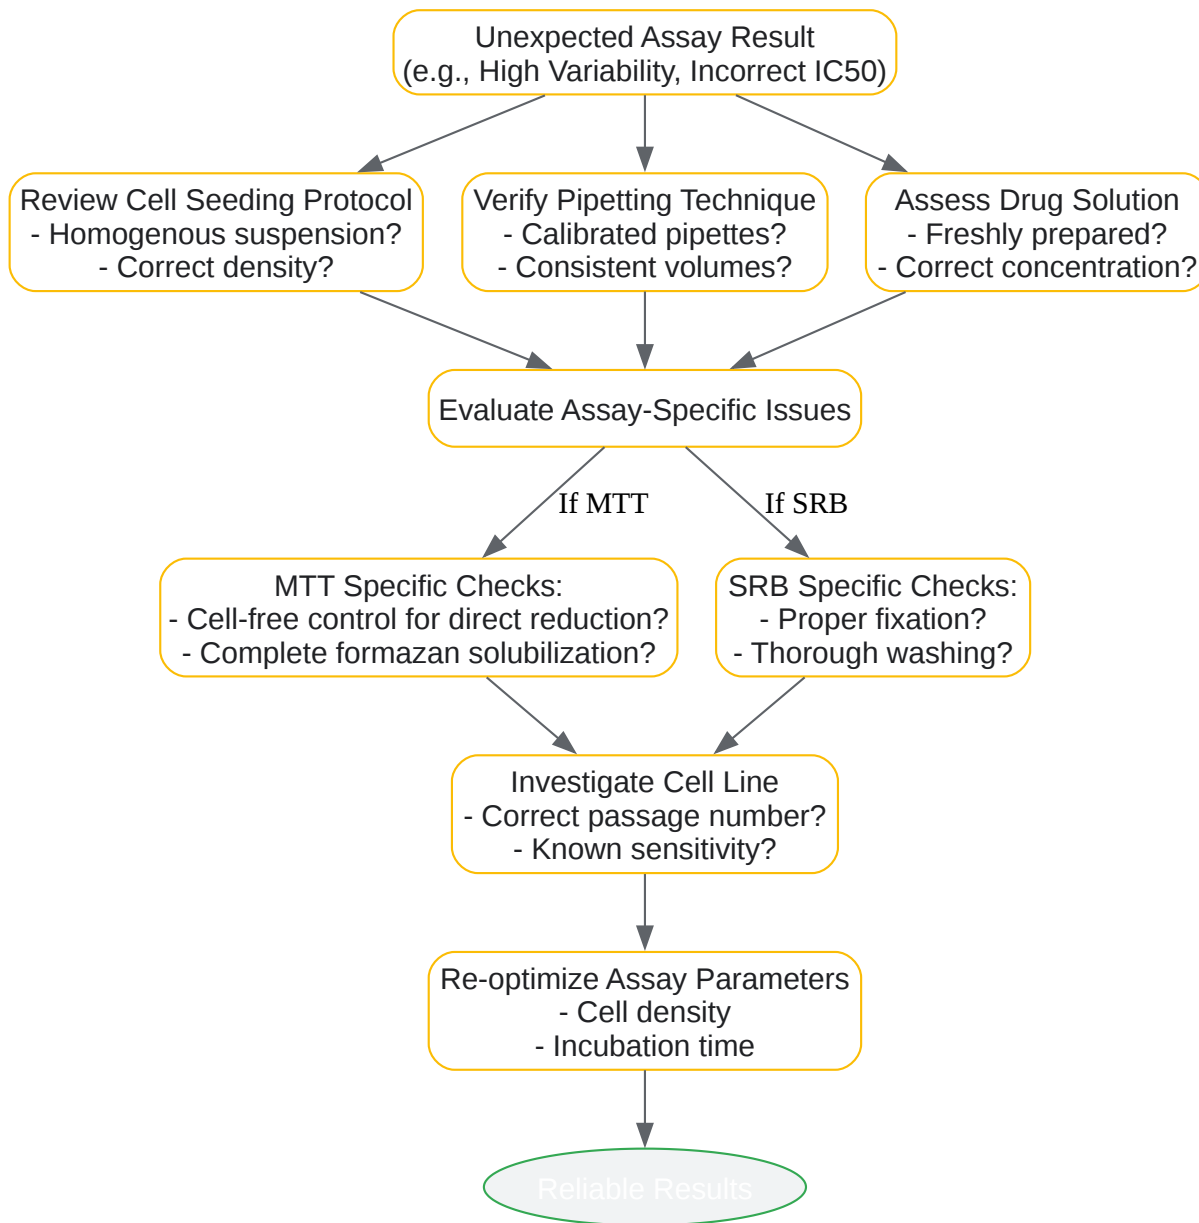 Unexpected Assay Result
(e.g., High Variability, Incorrect IC50)
Review Cell Seeding Protocol
- Homogenous suspension?
- Correct density?
Verify Pipetting Technique
- Calibrated pipettes?
- Consistent volumes?
Assess Drug Solution
- Freshly prepared?
- Correct concentration?
Evaluate Assay-Specific Issues
If MTT
If SRB
MTT Specific Checks:
- Cell-free control for direct reduction?
- Complete formazan solubilization?
SRB Specific Checks:
- Proper fixation?
- Thorough washing?
Investigate Cell Line
- Correct passage number?
- Known sensitivity?
Re-optimize Assay Parameters
- Cell density
- Incubation time
Reliable Results